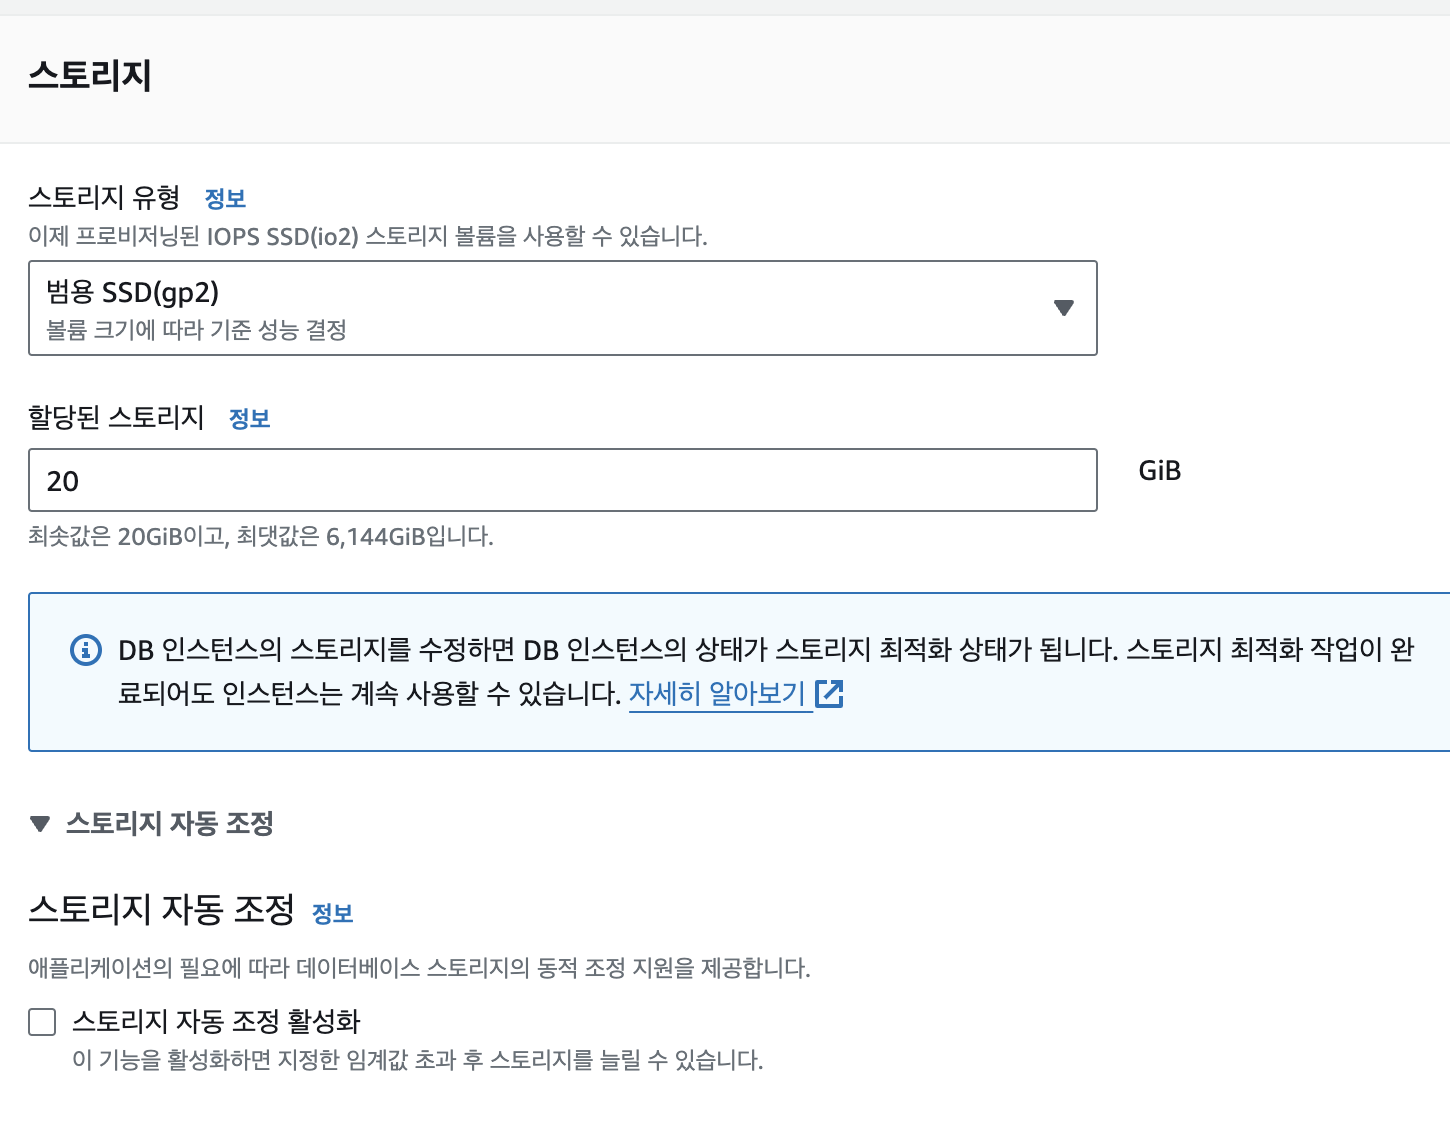 스토리지
스토리지 유형 정보
이제 프로비저닝된 IOPS SSD(io2) 스토리지 볼륨을 사용할 수 있습니다.
범용 SSD(gp2)
볼륨 크기에 따라 기준 성능 결정
할당된 스토리지 정보
20
GiB
최솟값은 20GiB이고, 최댓값은 6,144GiB입니다.
DB 인스턴스의 스토리지를 수정하면 DB 인스턴스의 상태가 스토리지 최적화 상태가 됩니다. 스토리지 최적화 작업이 완
료되어도 인스턴스는 계속 사용할 수 있습니다. 자세히 알아보기
스토리지 자동 조정
스토리지 자동 조정 정보
애플리케이션의 필요에 따라 데이터베이스 스토리지의 동적 조정 지원을 제공합니다.
스토리지 자동 조정 활성화
이 기능을 활성화하면 지정한 임계값 초과 후 스토리지를 늘릴 수 있습니다.